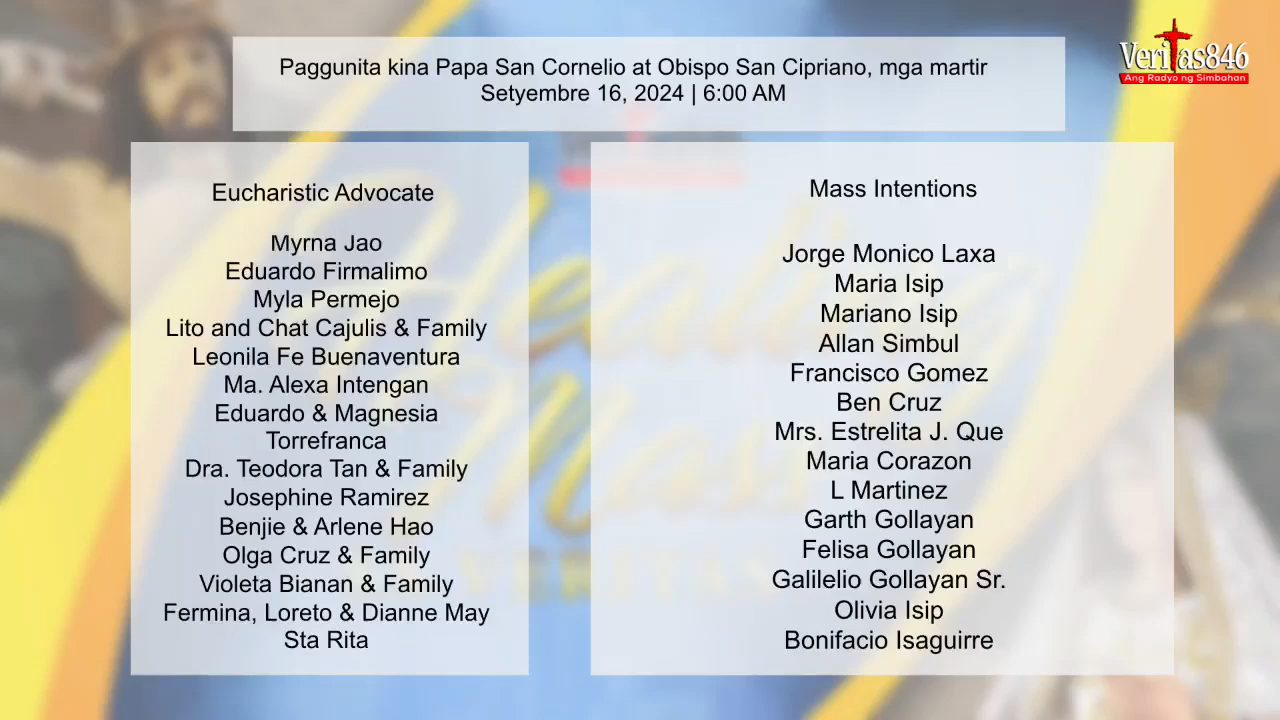 Paggunita kina Papa San Cornelio at Obispo San Cipriano, mga martir
Setyembre 16, 2024 | 6:00 AM
Veritas846
Ang Radyo ng Simbahan
Eucharistic Advocate
Myrna Jao
Eduardo Firmalimo
Myla Permejo
Lito and Chat Cajulis & Family
Leonila Fe Buenaventura
Ma. Alexa Intengan
Eduardo & Magnesia
Torrefranca
Dra. Teodora Tan & Family
Josephine Ramirez
Benjie & Arlene Hao
Olga Cruz & Family
Violeta Bianan & Family
Fermina, Loreto & Dianne May
Sta Rita
Mass Intentions
Jorge Monico Laxa
Maria Isip
Mariano Isip
Allan Simbul
Francisco Gomez
Ben Cruz
Mrs. Estrelita J. Que
Maria Corazon
L Martinez
Garth Gollayan
Felisa Gollayan
Galilelio Gollayan Sr.
Olivia Isip
Bonifacio Isaguirre
Healing
Mass
VERITAS